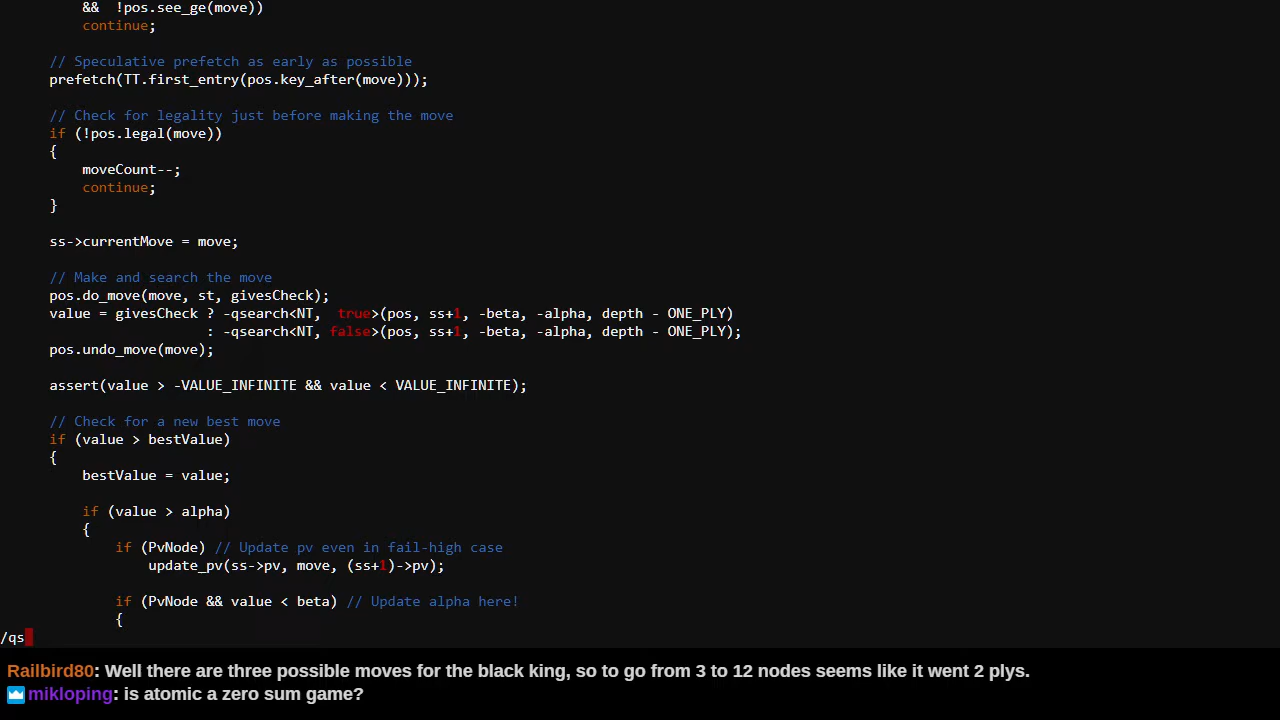 &&  !pos.see_ge(move))
continue;
// Speculative prefetch as early as possible
prefetch(TT.first_entry(pos.key_after(move)));
// Check for legality just before making the move
if (!pos.legal(move))
{
moveCount--;
continue;
}
ss->currentMove = move;
// Make and search the move
pos.do_move(move, st, givesCheck);
value = givesCheck ? -qsearch<NT,  true>(pos, ss+1, -beta, -alpha, depth - ONE_PLY)
: -qsearch<NT, false>(pos, ss+1, -beta, -alpha, depth - ONE_PLY);
pos.undo_move(move);
assert(value > -VALUE_INFINITE && value < VALUE_INFINITE);
// Check for a new best move
if (value > bestValue)
{
bestValue = value;
if (value > alpha)
{
if (PvNode) // Update pv even in fail-high case
update_pv(ss->pv, move, (ss+1)->pv);
if (PvNode && value < beta) // Update alpha here!
{
/qs
Railbird80: Well there are three possible moves for the black king, so to go from 3 to 12 nodes seems like it went 2 plys.
mikloping: is atomic a zero sum game?